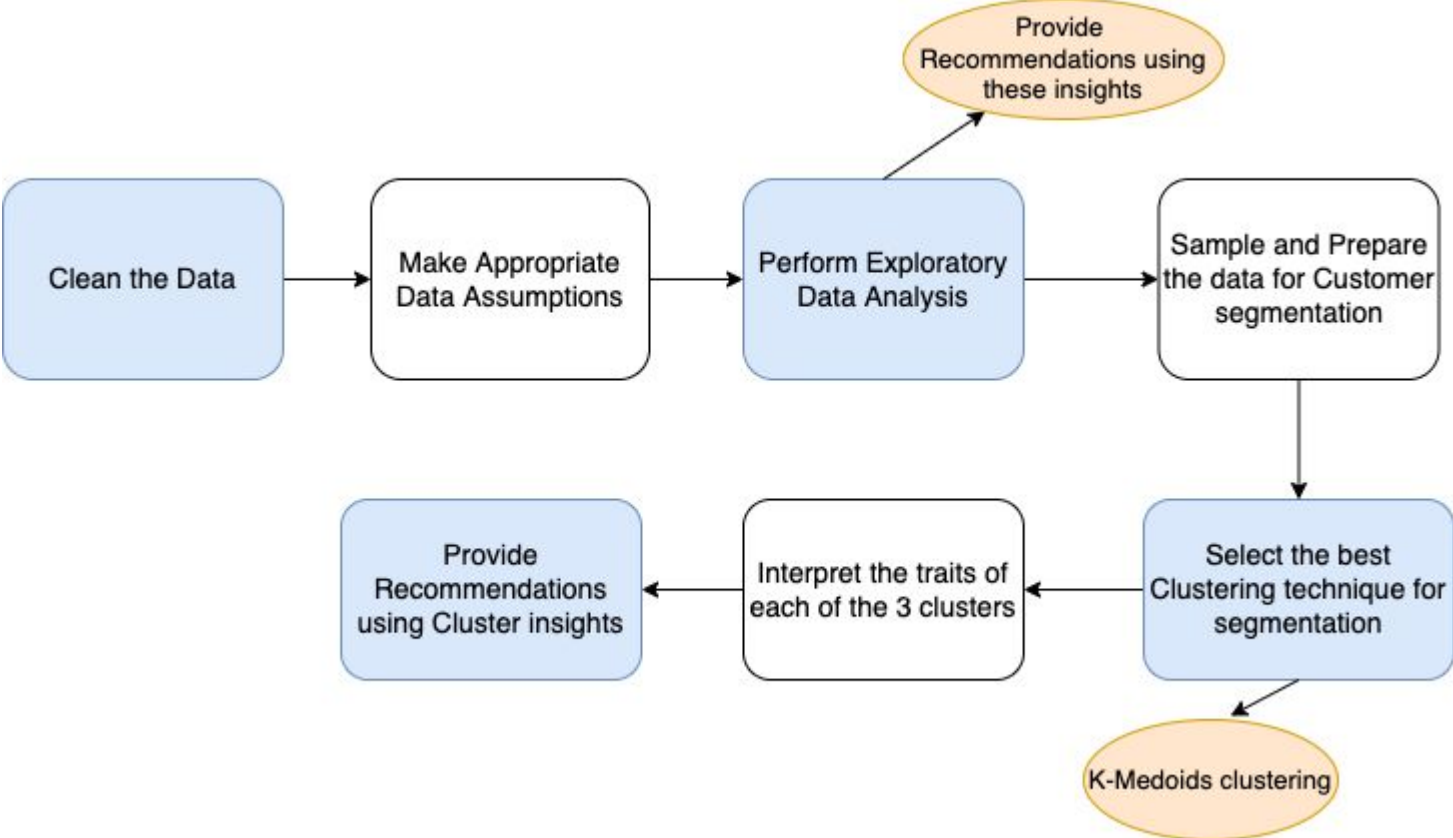 Provide
Recommendations using
these insights
Clean the Data
Make Appropriate
Data Assumptions
Perform Exploratory
Data Analysis
Sample and Prepare
the data for Customer
segmentation
Provide
Recommendations
using Cluster insights
Interpret the traits of
each of the 3 clusters
Select the best
Clustering technique for
segmentation
K-Medoids clustering